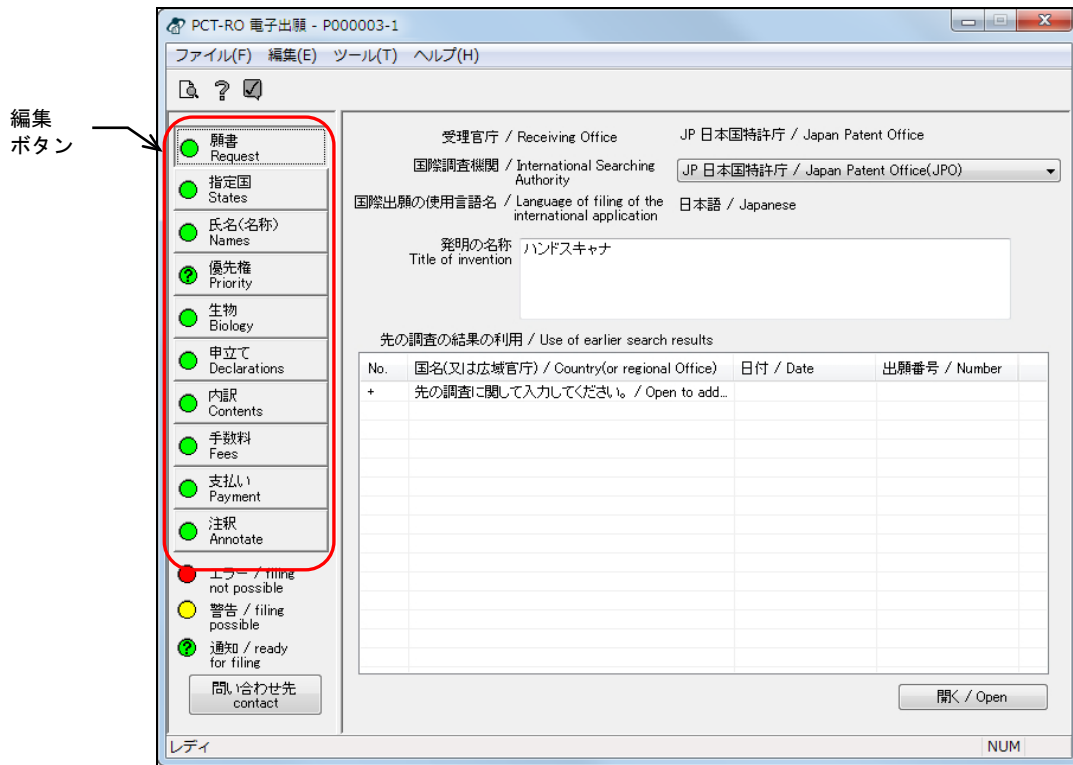 PCT-RO 電子出願 - P000003-1
ファイル(F) 編集(E) ツール(T) ヘルプ(H)
編集
ボタン
願書
Request
指定国
States
氏名(名称)
Names
優先権
Priority
生物
Biology
申立て
Declarations
内訳
Contents
手数料
Fees
支払い
Payment
注釈
Annotate
エラー / filing
not possible
警告 / filing
possible
通知 / ready
for filing
問い合わせ先
contact
受理官庁 / Receiving Office JP 日本国特許庁 / Japan Patent Office
国際調査機関 / International Searching
Authority
JP 日本国特許庁 / Japan Patent Office(JPO)
国際出願の使用言語名 / Language of filing of the
international application
日本語 / Japanese
発明の名称
Title of invention
ハンドスキャナ
先の調査の結果の利用 / Use of earlier search results
No. 国名(又は広域官庁) / Country(or regional Office) 日付 / Date 出願番号 / Number
+ 先の調査に関して入力してください。 / Open to add...
開く / Open
レディ NUM